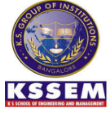 K.S. GROUP OF INSTITUTIONS
BANGALORE
KSSEM
K S SCHOOL OF ENGINEERING AND MANAGEMENT